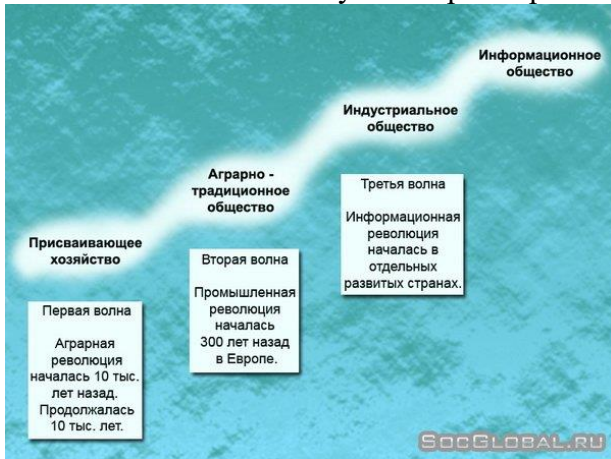 Информационное
общество
Индустриальное
общество
Аграрно -
традиционное
общество
Присваивающее
хозяйство
Третья волна
Информационная
революция
началась в
отдельных
развитых странах.
Вторая волна
Промышленная
революция
началась
300 лет назад
в Европе.
Первая волна
Аграрная
революция
началась 10 тыс.
лет назад.
Продолжалась
10 тыс. лет.
SOCGLOBAL.RU